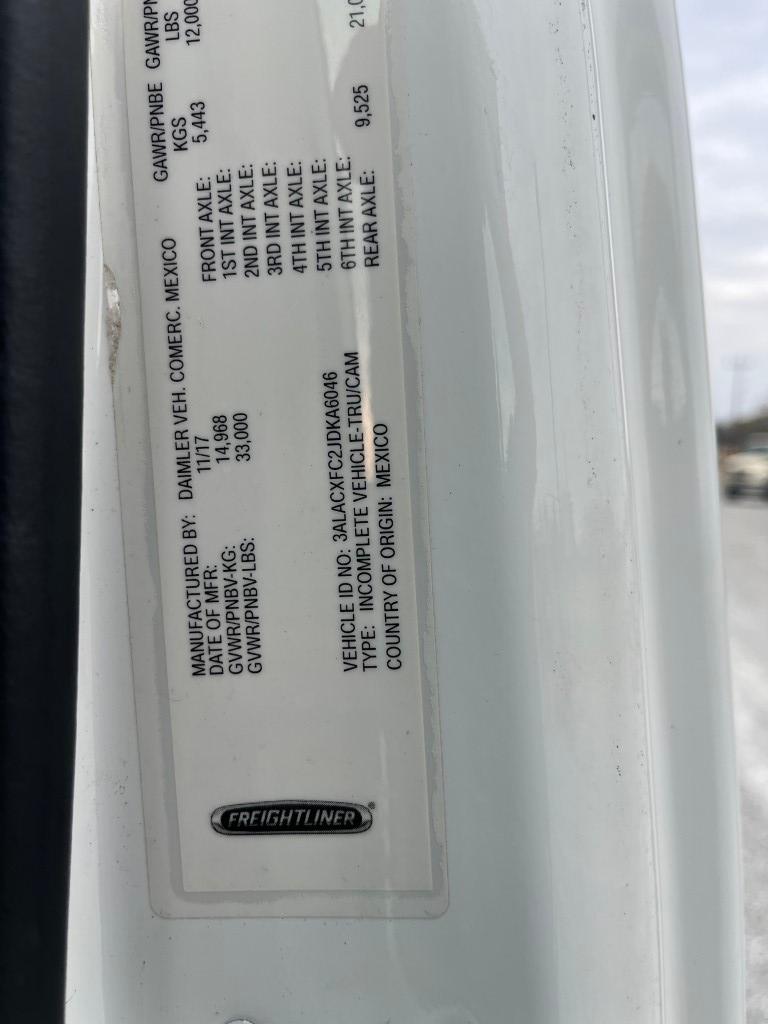 FREIGHTLINER®
MANUFACTURED BY: DAIMLER VEH. COMERC. MEXICO
DATE OF MFR: 11/17
GVWR/PNBV-KG: 14,968
GVWR/PNBV-LBS: 33,000
VEHICLE ID NO: 3ALACXFC2JDKA6046
TYPE: INCOMPLETE VEHICLE-TRU/CAM
COUNTRY OF ORIGIN: MEXICO
GAWR/PNBE GAWR/PN
KGS LBS
FRONT AXLE: 5,443 12,000
1ST INT AXLE:
2ND INT AXLE:
3RD INT AXLE:
4TH INT AXLE:
5TH INT AXLE:
6TH INT AXLE:
REAR AXLE: 9,525 21,0